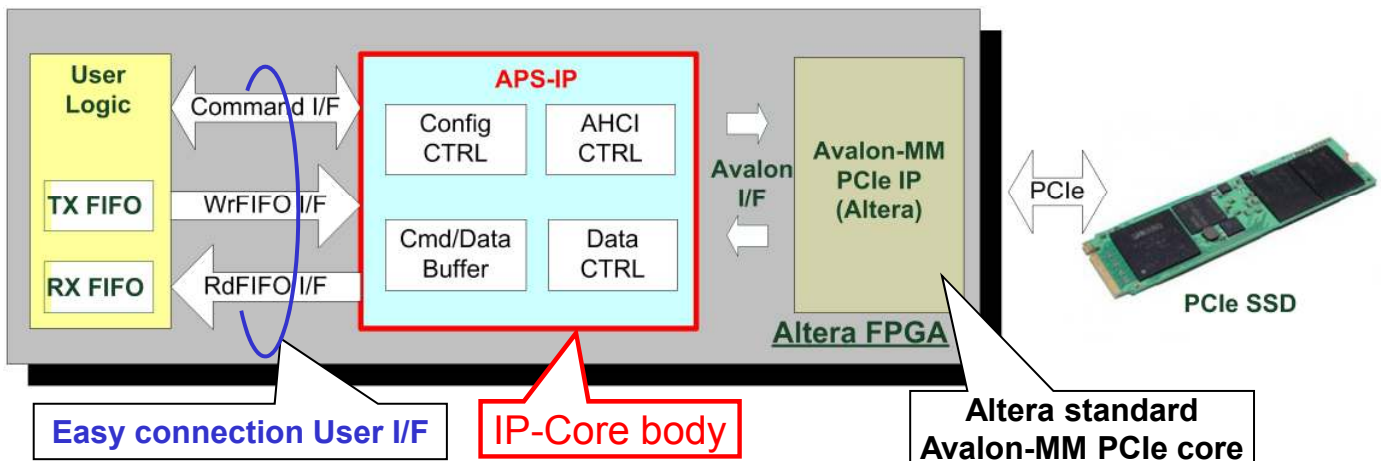 User
Logic
TX FIFO
RX FIFO
Command I/F
WrFIFO I/F
RdFIFO I/F
APS-IP
Config
CTRL
AHCI
CTRL
Cmd/Data
Buffer
Data
CTRL
Avalon
I/F
Avalon-MM
PCIe IP
(Altera)
Altera FPGA
PCIe
PCIe SSD
Easy connection User I/F
IP-Core body
Altera standard
Avalon-MM PCIe core